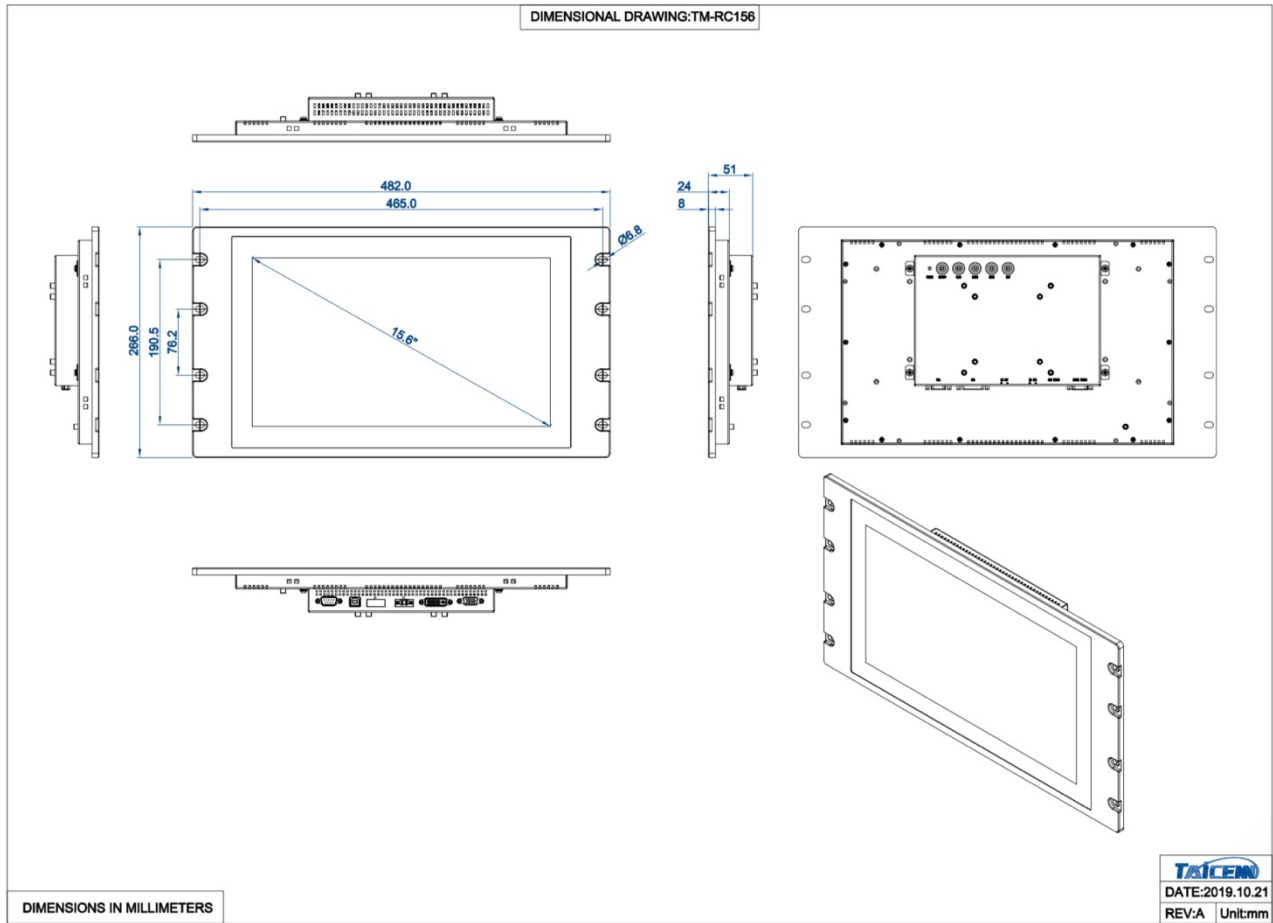 DIMENSIONAL DRAWING:TM-RC156
482.0
465.0
Ø6.8
266.0
190.5
76.2
15.6"
51
24
8
TAICENN
DATE:2019.10.21
REV:A Unit:mm
DIMENSIONS IN MILLIMETERS